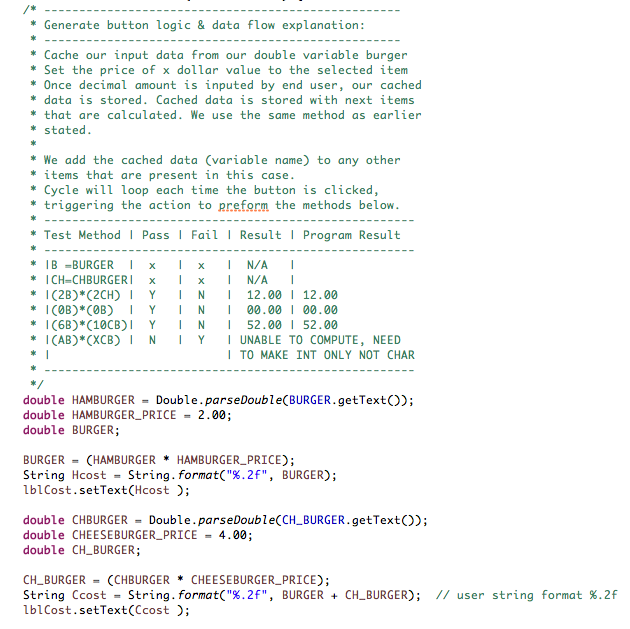 /* ---------------------------------------------------
* Generate button logic & data flow explanation:
* ---------------------------------------------------
* Cache our input data from our double variable burger
* Set the price of x dollar value to the selected item
* Once decimal amount is inputed by end user, our cached
* data is stored. Cached data is stored with next items
* that are calculated. We use the same method as earlier
* stated.
*
* We add the cached data (variable name) to any other
* items that are present in this case.
* Cycle will loop each time the button is clicked,
* triggering the action to preform the methods below.
* -----------------------------------------------------
* Test Method | Pass | Fail | Result | Program Result
* -----------------------------------------------------
* |B =BURGER  |  x   |  x   |  N/A   |
* |CH=CHBURGER|  x   |  x   |  N/A   |
* |(2B)*(2CH) |  Y   |  N   |  12.00 | 12.00
* |(0B)*(0B)  |  Y   |  N   |  00.00 | 00.00
* |(6B)*(10CB)|  Y   |  N   |  52.00 | 52.00
* |(AB)*(XCB) |  N   |  Y   | UNABLE TO COMPUTE, NEED
* |                         | TO MAKE INT ONLY NOT CHAR
* -----------------------------------------------------
*/
double HAMBURGER = Double.parseDouble(BURGER.getText());
double HAMBURGER_PRICE = 2.00;
double BURGER;
BURGER = (HAMBURGER * HAMBURGER_PRICE);
String Hcost = String.format("%.2f", BURGER);
lblCost.setText(Hcost );
double CHBURGER = Double.parseDouble(CH_BURGER.getText());
double CHEESEBURGER_PRICE = 4.00;
double CH_BURGER;
CH_BURGER = (CHBURGER * CHEESEBURGER_PRICE);
String Ccost = String.format("%.2f", BURGER + CH_BURGER);  // user string format %.2f
lblCost.setText(Ccost );